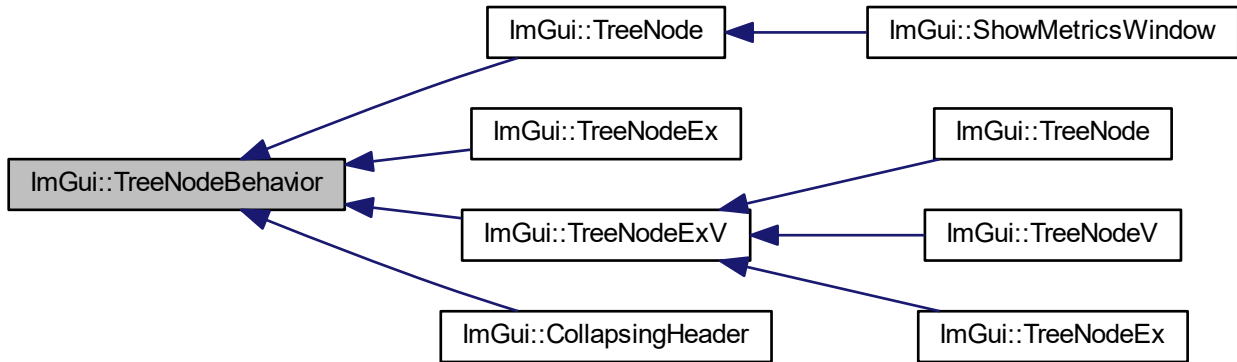 ImGui::TreeNode
ImGui::ShowMetricsWindow
ImGui::TreeNodeEx
ImGui::TreeNode
ImGui::TreeNodeBehavior
ImGui::TreeNodeExV
ImGui::TreeNodeV
ImGui::CollapsingHeader
ImGui::TreeNodeEx